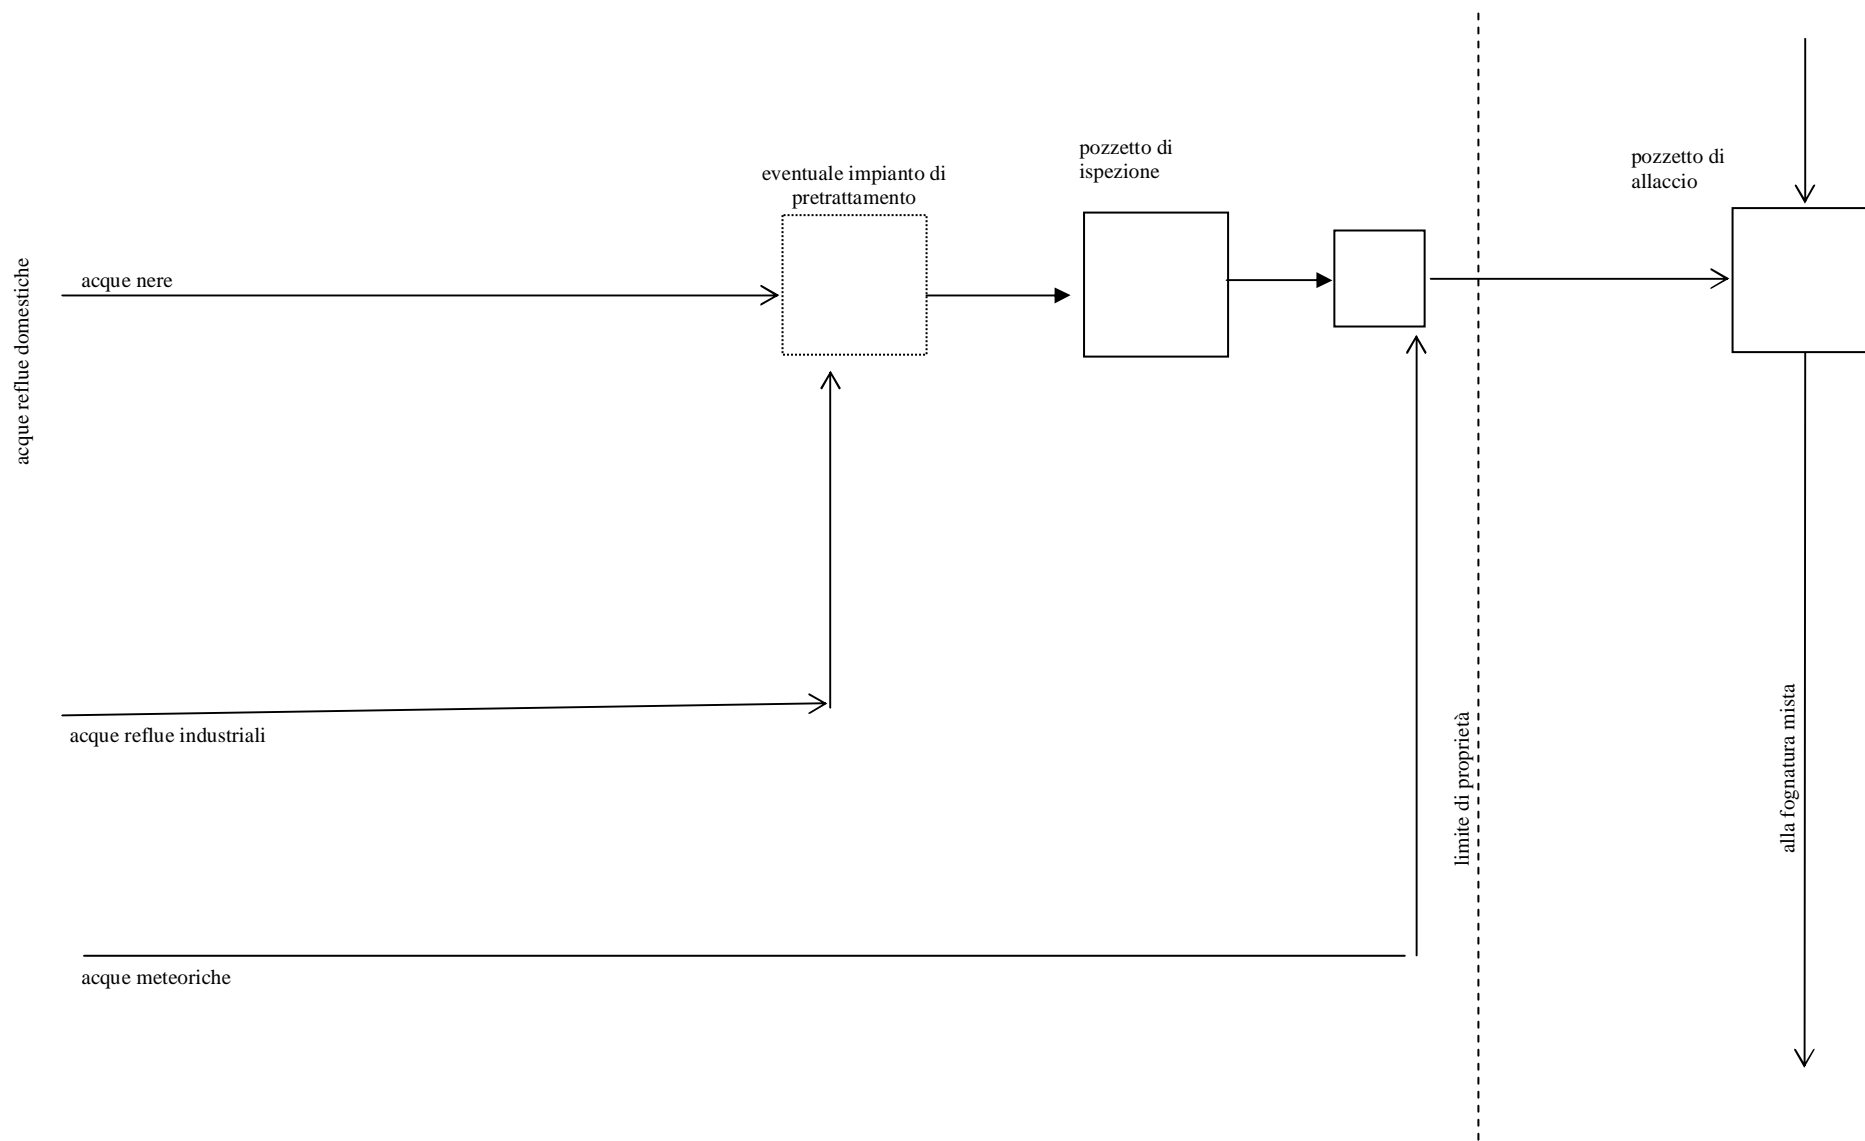 pozzetto di
ispezione
pozzetto di
allaccio
eventuale impianto di
pretrattamento
acque reflue domestiche
acque nere
acque reflue industriali
limite di proprietà
alla fognatura mista
acque meteoriche